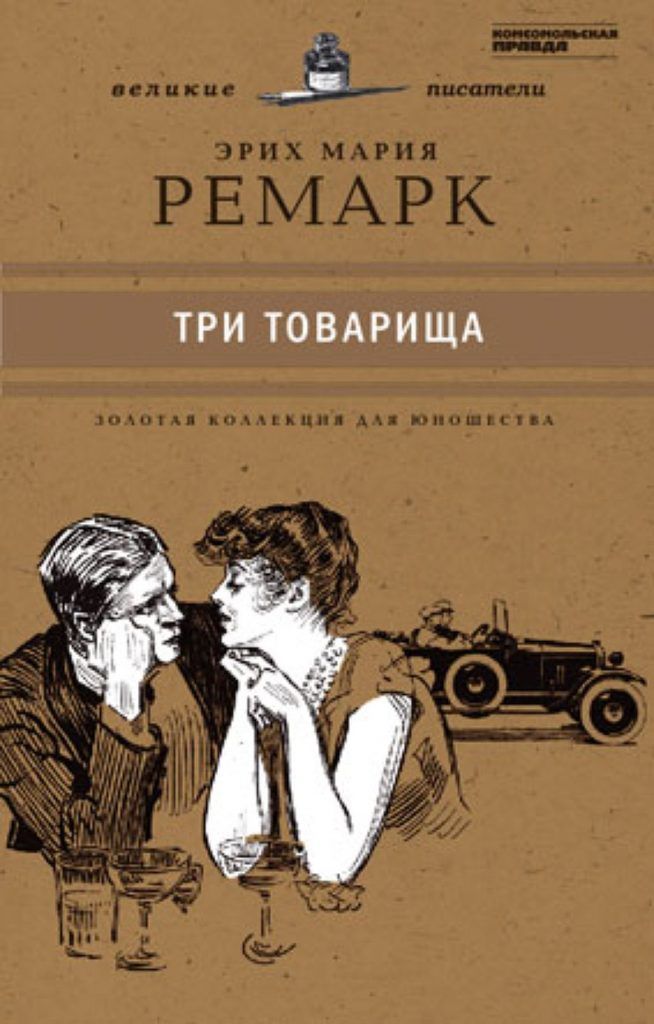 КОМСОМОЛЬСКАЯ
ПРАВДА
великие писатели
ЭРИХ МАРИЯ
РЕМАРК
ТРИ ТОВАРИЩА
ЗОЛОТАЯ КОЛЛЕКЦИЯ ДЛЯ ЮНОШЕСТВА